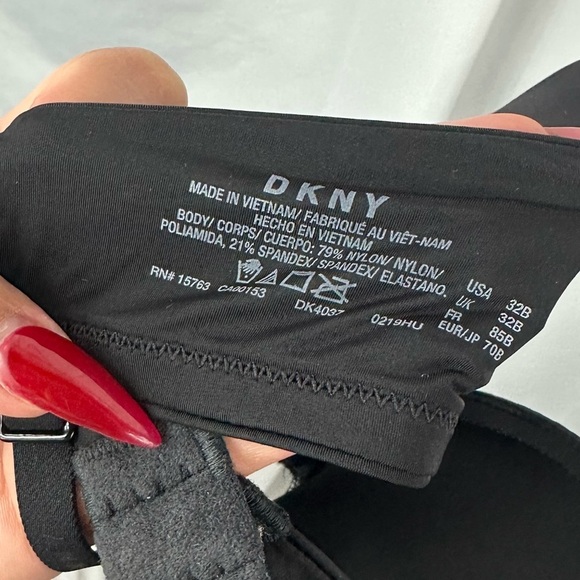 DKNY
MADE IN VIETNAM/ FABRIQUÉ AU VIÊT-NAM
HECHO EN VIETNAM
BODY/ CORPS/ CUERPO: 79% NYLON/ NYLON/
POLIAMIDA, 21% SPANDEX/ SPANDEX/ ELASTANO.
RN# 15763 CA00153 DK4037 0219HU
USA 32B
UK 32B
FR 85B
EUR/JP 70B